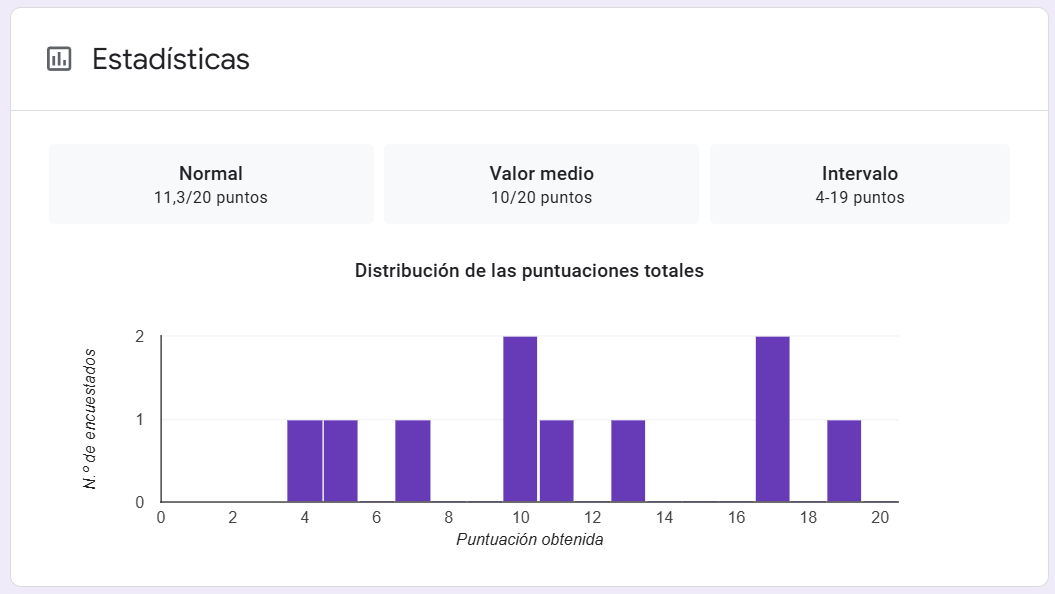 Estadísticas
Normal
11,3/20 puntos
Valor medio
10/20 puntos
Intervalo
4-19 puntos
Distribución de las puntuaciones totales
N.º de encuestados
2
1
0
0 2 4 6 8 10 12 14 16 18 20
Puntuación obtenida